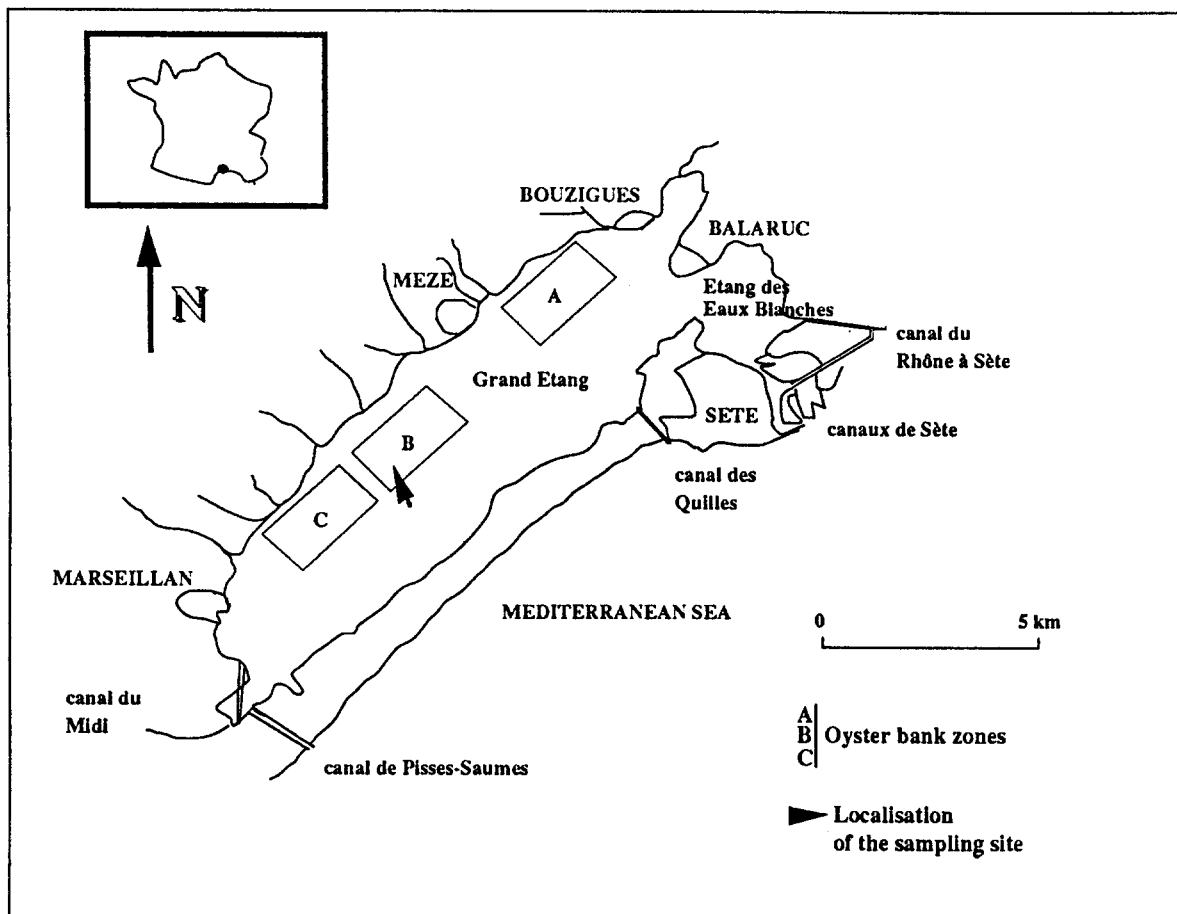 N
BOUZIGUES
BALARUC
MEZE
A
Etang des
Eaux Blanches
canal du
Rhône à Sète
Grand Etang
SETE
B
canaux de Sète
canal des
Quilles
C
MARSEILLAN
MEDITERRANEAN SEA
0 5 km
canal du
Midi
canal de Pisses-Saumes
A
B
C
Oyster bank zones
Localisation
of the sampling site